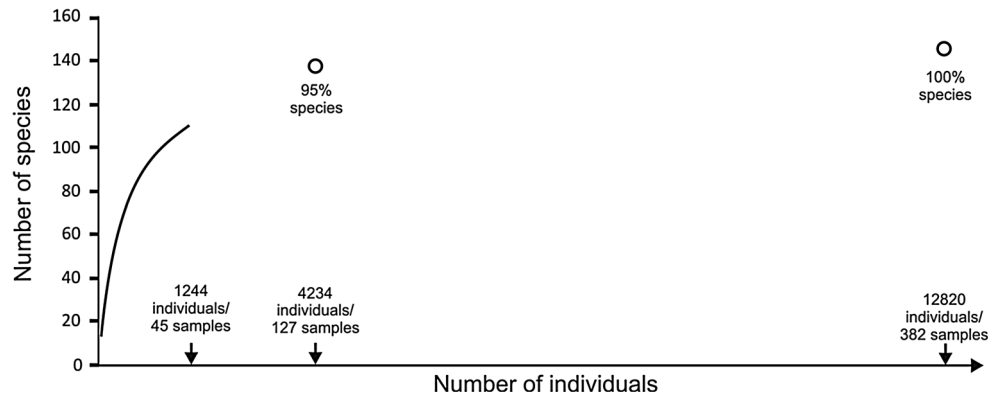 160
140
120
100
80
60
40
20
0
Number of species
95%
species
100%
species
1244
individuals/
45 samples
4234
individuals/
127 samples
12820
individuals/
382 samples
Number of individuals